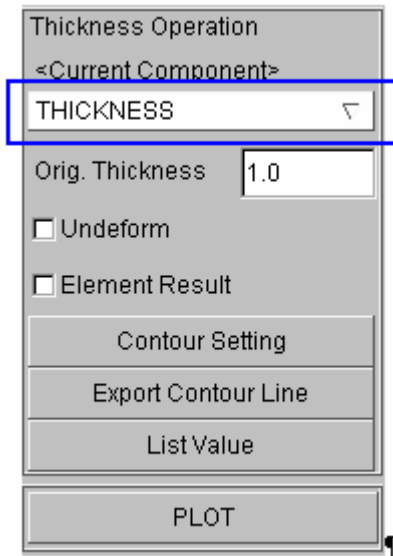 Thickness Operation
<Current Component>
THICKNESS
Orig. Thickness 1.0
Undeform
Element Result
Contour Setting
Export Contour Line
List Value
PLOT